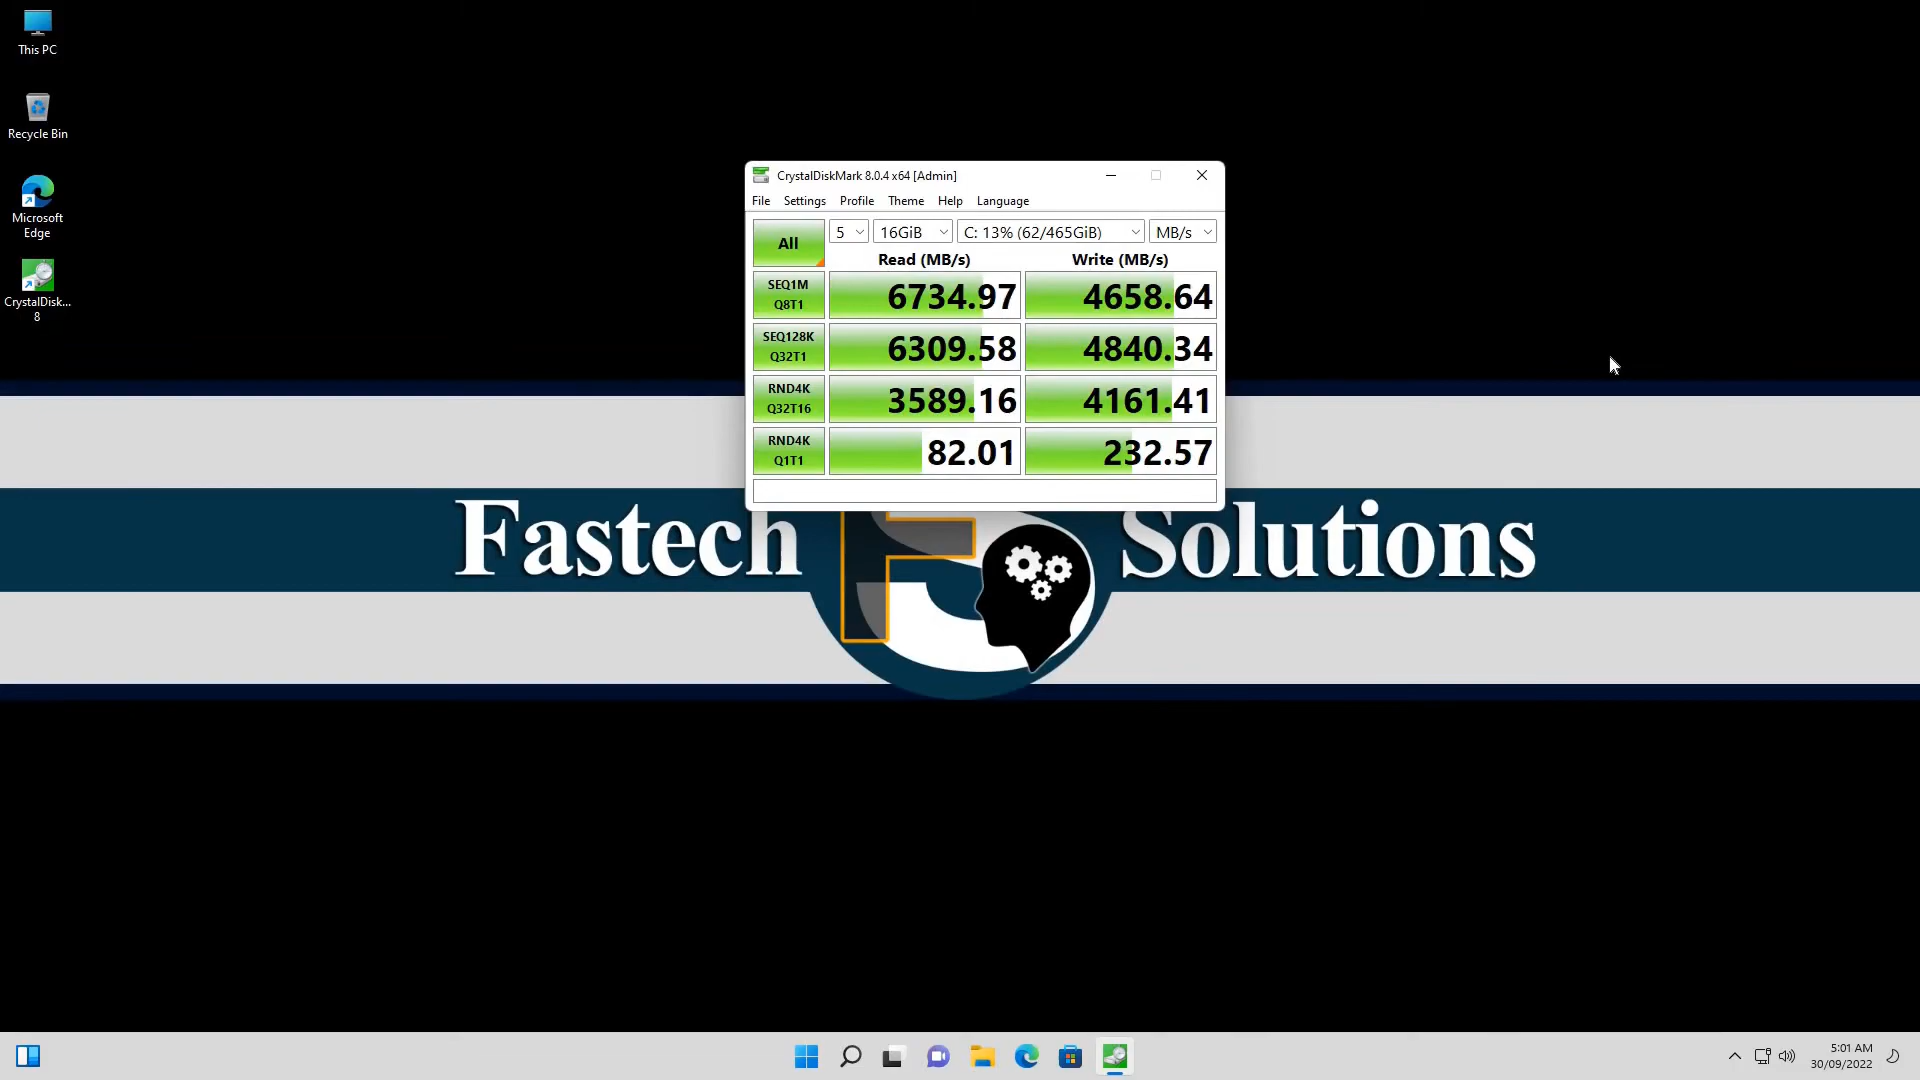 This PC
Recycle Bin
Microsoft
Edge
CrystalDisk...
8
CrystalDiskMark 8.0.4 x64 [Admin]
File Settings Profile Theme Help Language
All 5 16GiB C: 13% (62/465GiB) MB/s
Read (MB/s) Write (MB/s)
SEQ1M
Q8T1
6734.97 4658.64
SEQ128K
Q32T1
6309.58 4840.34
RND4K
Q32T16
3589.16 4161.41
RND4K
Q1T1
82.01 232.57
Fastech Solutions
5:01 AM
30/09/2022